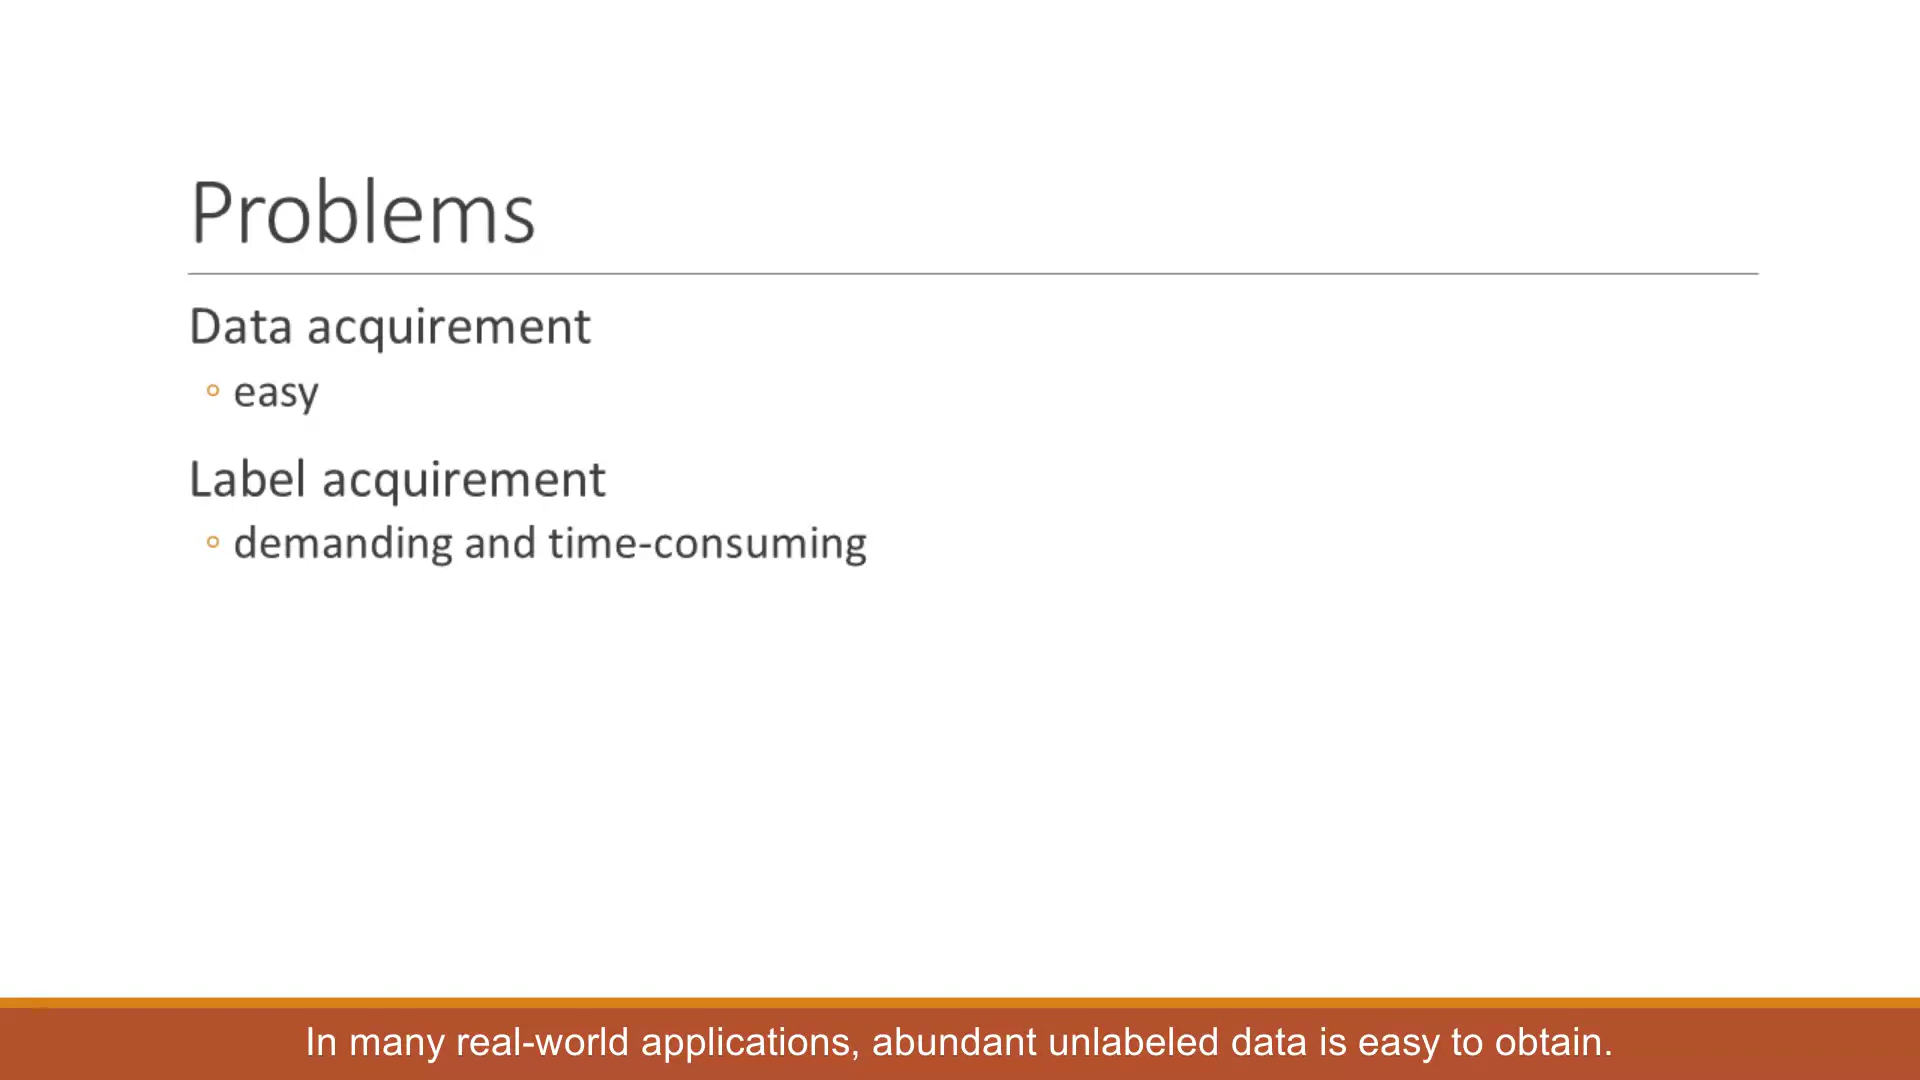 Problems
Data acquirement
◦ easy
Label acquirement
◦ demanding and time-consuming
In many real-world applications, abundant unlabeled data is easy to obtain.